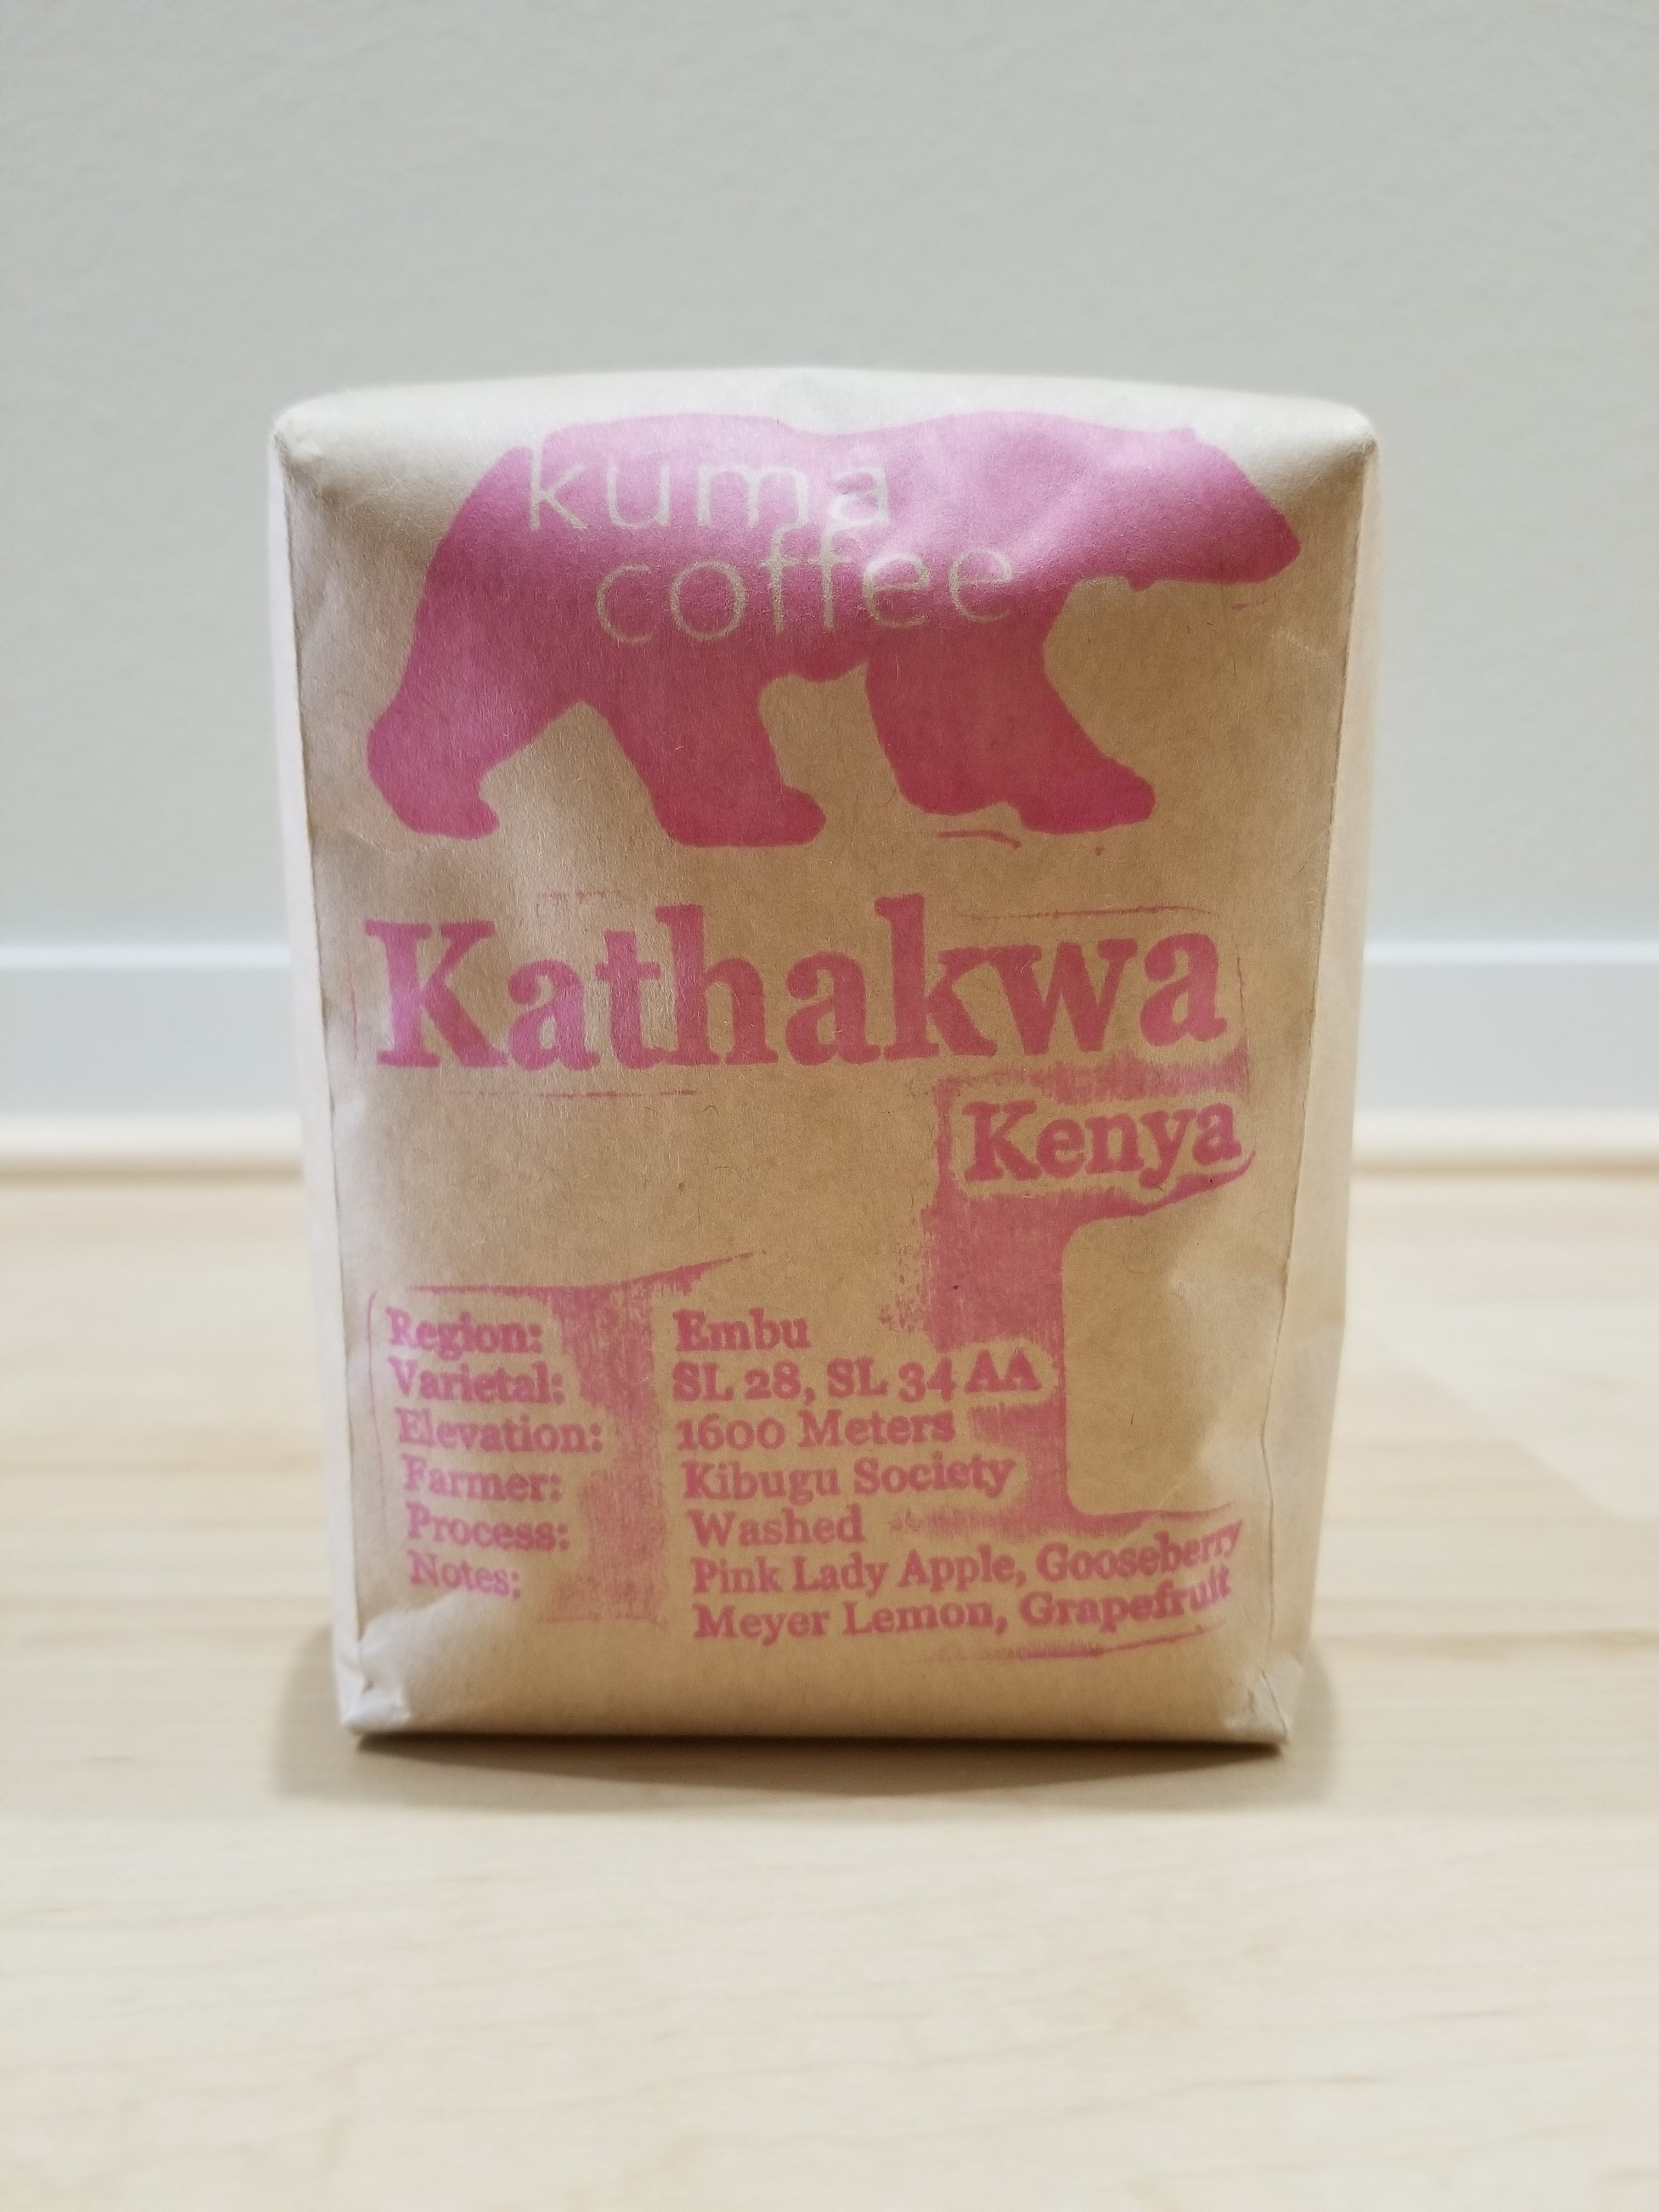 kuma
coffee
Kathakwa
Kenya
Region: Embu
Varietal: SL 28, SL 34 AA
Elevation: 1600 Meters
Farmer: Kibugu Society
Process: Washed
Notes: Pink Lady Apple, Gooseberry
Meyer Lemon, Grapefruit